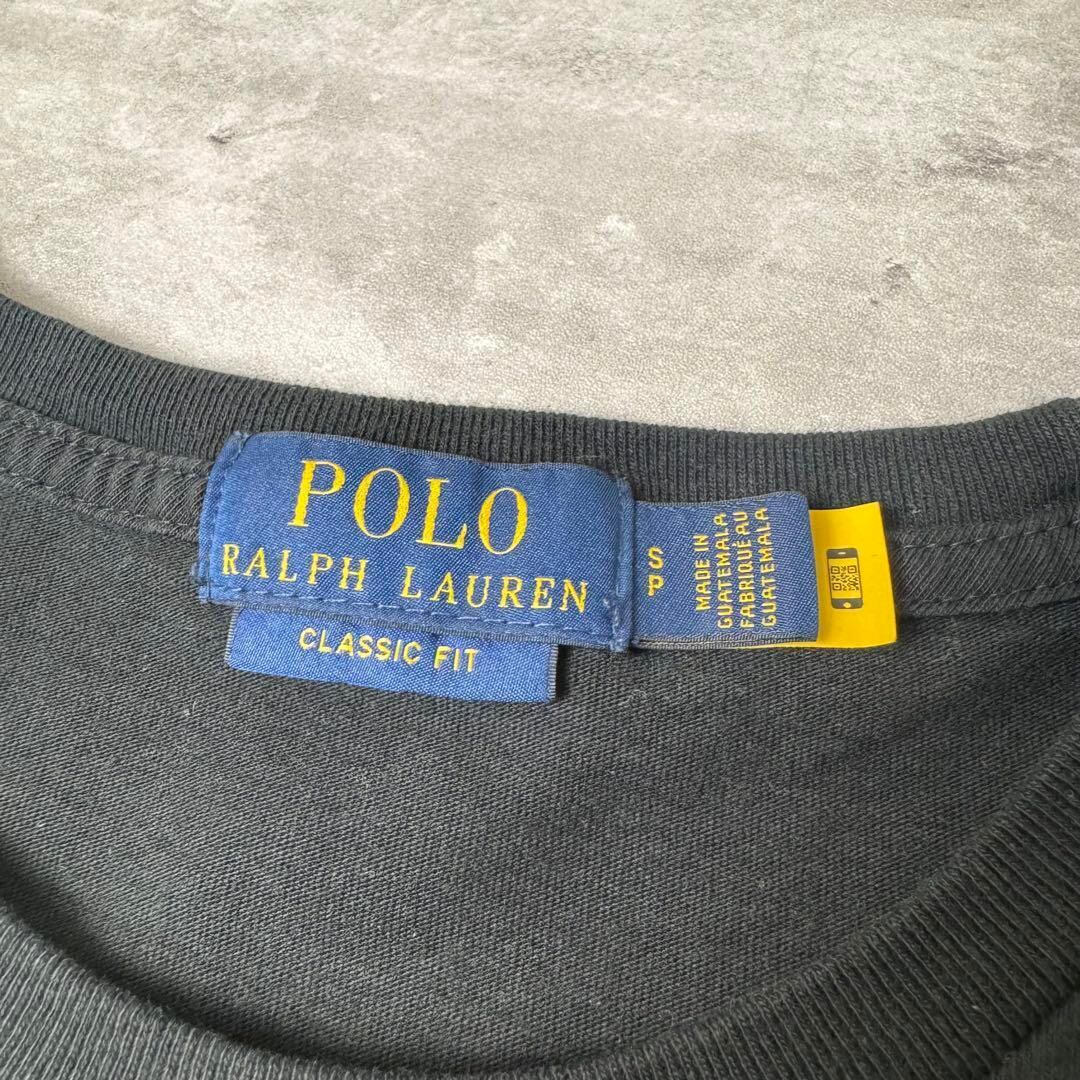 POLO
RALPH LAUREN
CLASSIC FIT
S
P
MADE IN
GUATEMALA
FABRIQUÉ AU
GUATEMALA